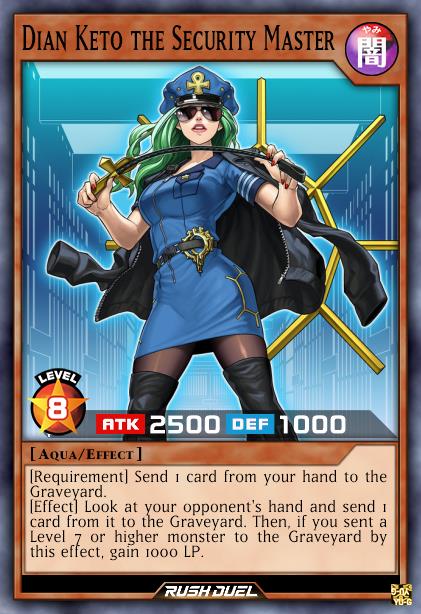 Dian Keto the Security Master
やみ
闇
LEVEL
8
ATK 2500 DEF 1000
[Aqua/Effect]
[Requirement] Send 1 card from your hand to the
Graveyard.
[Effect] Look at your opponent's hand and send 1
card from it to the Graveyard. Then, if you sent a
Level 7 or higher monster to the Graveyard by
this effect, gain 1000 LP.
RUSH DUEL